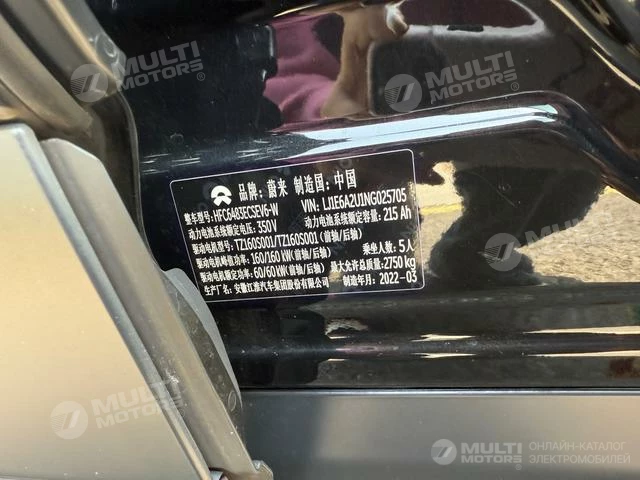 MULTI MOTORS®
MULTI MOTORS®
品牌: 蔚来 制造国: 中国
整车型号: HFC6483ECSEV6-W VIN: LJ1E6A2U1NG025705
动力电池系统额定电压: 350V 动力电池系统额定容量: 215 Ah
驱动电机型号: TZ160S001/TZ160S001 (前轴/后轴)
驱动电机峰值功率: 160/160 kW (前轴/后轴) 乘坐人数: 5人
驱动电机额定功率: 60/60 kW (前轴/后轴) 最大允许总质量: 2750 kg
生产厂名: 安徽江淮汽车集团股份有限公司 制造年月: 2022-03
MULTI MOTORS®
MULTI MOTORS®
ОНЛАЙН-КАТАЛОГ
ЭЛЕКТРОМОБИЛЕЙ